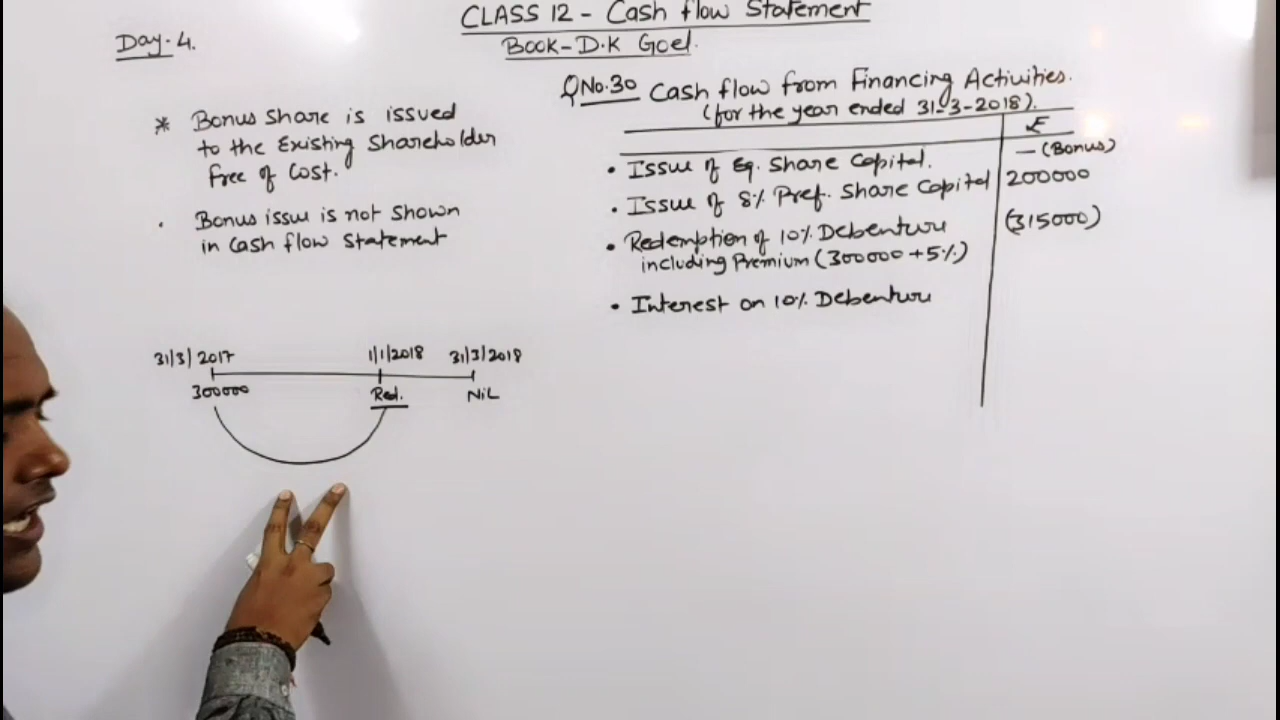 CLASS 12 - Cash flow Statement
Day-4.
BOOK-D.K Goel.
QNo.30 Cash flow from Financing Activities.
(for the year ended 31-3-2018).
₹
* Bonus share is issued
to the Existing Shareholder
free of Cost.
• Bonus issue is not shown
in Cash flow Statement
• Issue of Eq. Share Capital. — (Bonus)
• Issue of 8% Pref. Share Capital 200000
• Redemption of 10% Debenture (315000)
including Premium (300000 + 5%)
• Interest on 10% Debenture
31/3/2017 1/1/2018 31/3/2018
300000 Red. NiL